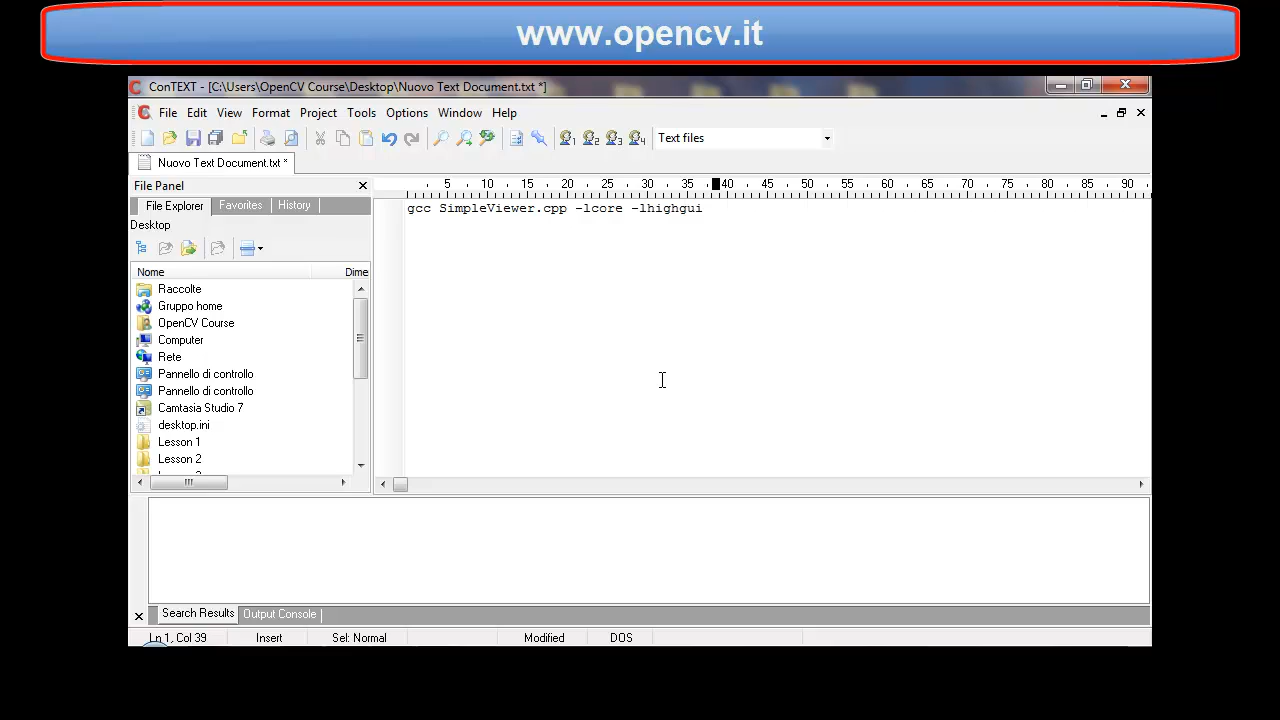 www.opencv.it
ConTEXT - [C:\Users\OpenCV Course\Desktop\Nuovo Text Document.txt *]
File Edit View Format Project Tools Options Window Help
Text files
Nuovo Text Document.txt *
File Panel
File Explorer Favorites History
Desktop
Nome Dime
Raccolte
Gruppo home
OpenCV Course
Computer
Rete
Pannello di controllo
Pannello di controllo
Camtasia Studio 7
desktop.ini
Lesson 1
Lesson 2
5 10 15 20 25 30 35 40 45 50 55 60 65 70 75 80 85 90
gcc SimpleViewer.cpp -lcore -lhighgui
Search Results Output Console
Ln 1, Col 39 Insert Sel: Normal Modified DOS